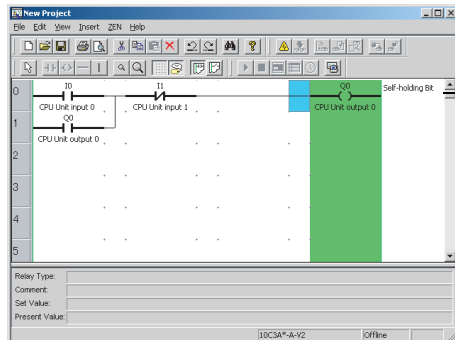 New Project
File Edit View Insert ZEN Help
0 I0 I1 Q0 Self-holding Bit
CPU Unit input 0 CPU Unit input 1 CPU Unit output 0
1 Q0
CPU Unit output 0
2
3
4
5
Relay Type:
Comment:
Set Value:
Present Value:
10C3A*-A-V2 Offline